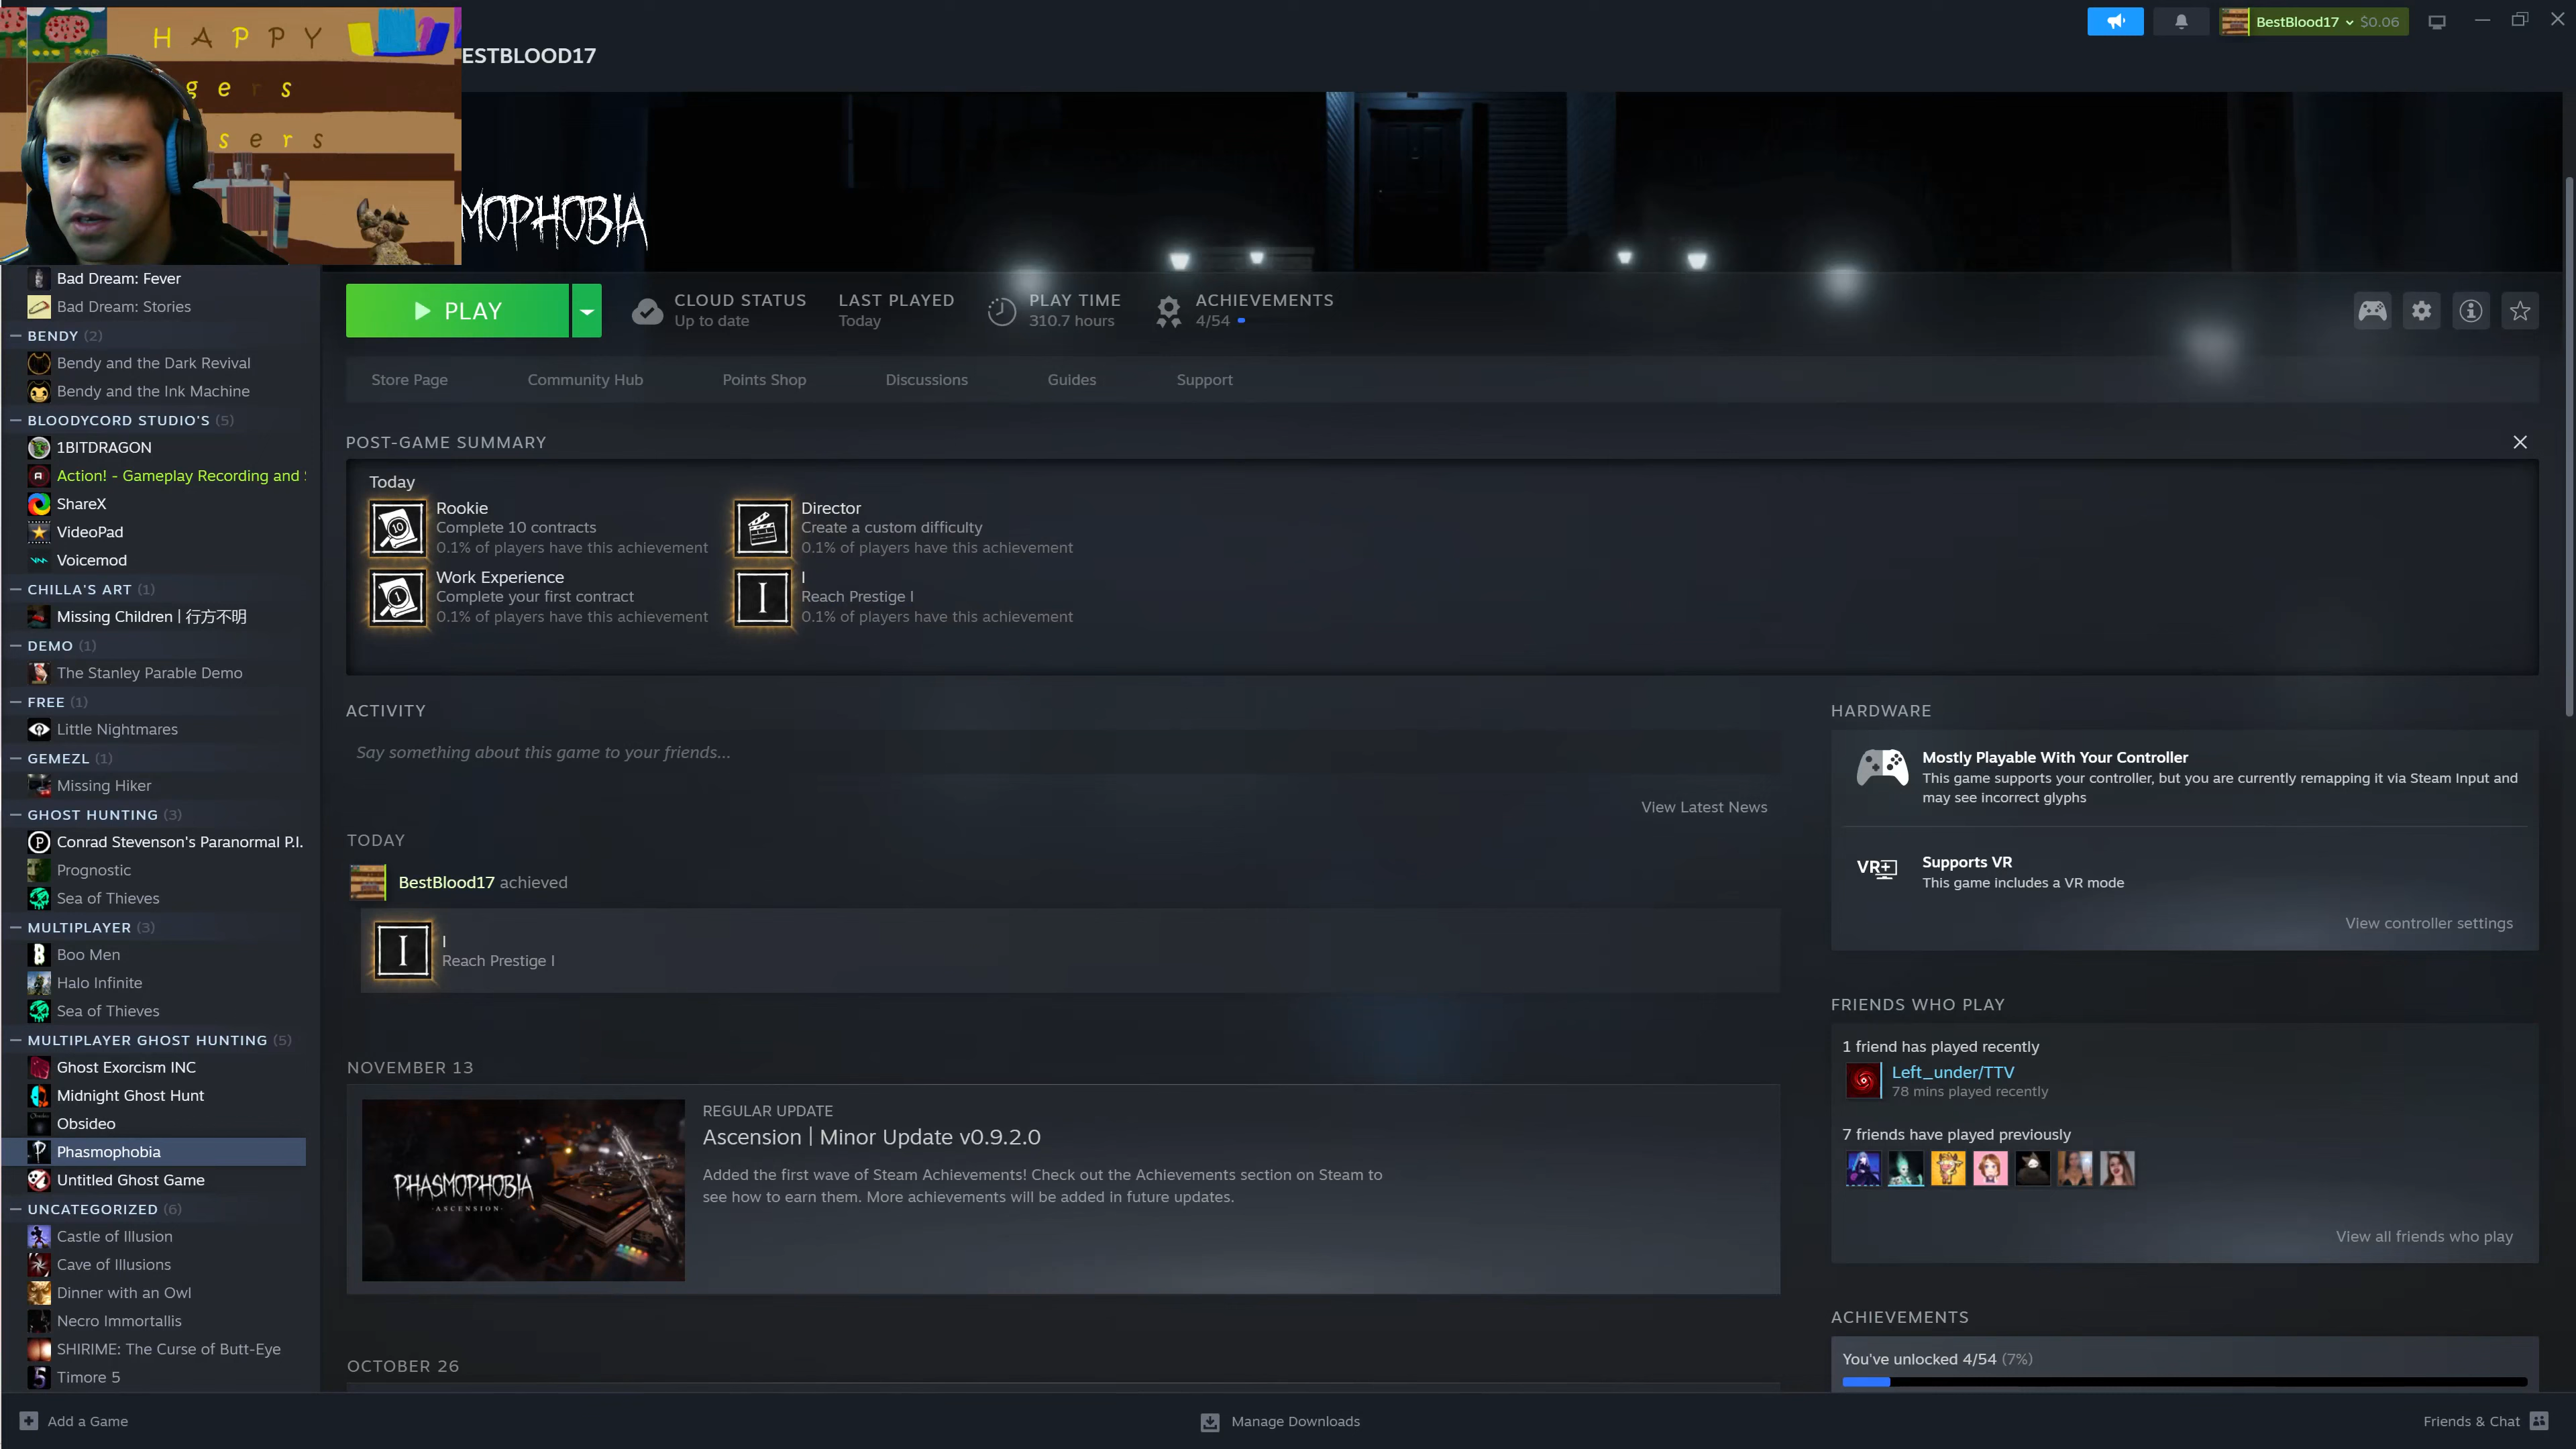 HAPPY
gers
sers
ESTBLOOD17
BestBlood17 $0.06
MOPHOBIA
Bad Dream: Fever
Bad Dream: Stories
BENDY (2)
Bendy and the Dark Revival
Bendy and the Ink Machine
BLOODYCORD STUDIO'S (5)
1BITDRAGON
Action! - Gameplay Recording and
ShareX
VideoPad
Voicemod
CHILLA'S ART (1)
Missing Children | 行方不明
DEMO (1)
The Stanley Parable Demo
FREE (1)
Little Nightmares
GEMEZL (1)
Missing Hiker
GHOST HUNTING (3)
Conrad Stevenson's Paranormal P.I.
Prognostic
Sea of Thieves
MULTIPLAYER (3)
Boo Men
Halo Infinite
Sea of Thieves
MULTIPLAYER GHOST HUNTING (5)
Ghost Exorcism INC
Midnight Ghost Hunt
Obsideo
Phasmophobia
Untitled Ghost Game
UNCATEGORIZED (6)
Castle of Illusion
Cave of Illusions
Dinner with an Owl
Necro Immortallis
SHIRIME: The Curse of Butt-Eye
Timore 5
PLAY
CLOUD STATUS
Up to date
LAST PLAYED
Today
PLAY TIME
310.7 hours
ACHIEVEMENTS
4/54
Store Page Community Hub Points Shop Discussions Guides Support
POST-GAME SUMMARY
Today
Rookie
Complete 10 contracts
0.1% of players have this achievement
Director
Create a custom difficulty
0.1% of players have this achievement
Work Experience
Complete your first contract
0.1% of players have this achievement
I
I
Reach Prestige I
0.1% of players have this achievement
ACTIVITY
Say something about this game to your friends...
View Latest News
TODAY
BestBlood17 achieved
I
I
Reach Prestige I
NOVEMBER 13
PHASMOPHOBIA
·ASCENSION·
REGULAR UPDATE
Ascension | Minor Update v0.9.2.0
Added the first wave of Steam Achievements! Check out the Achievements section on Steam to
see how to earn them. More achievements will be added in future updates.
OCTOBER 26
HARDWARE
Mostly Playable With Your Controller
This game supports your controller, but you are currently remapping it via Steam Input and
may see incorrect glyphs
VR
Supports VR
This game includes a VR mode
View controller settings
FRIENDS WHO PLAY
1 friend has played recently
Left_under/TTV
78 mins played recently
7 friends have played previously
View all friends who play
ACHIEVEMENTS
You've unlocked 4/54 (7%)
Add a Game
Manage Downloads
Friends & Chat